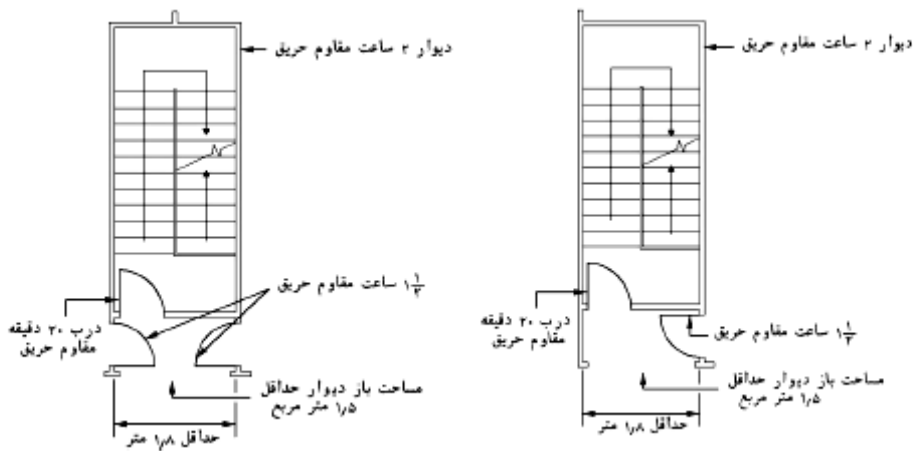 دیوار ۲ ساعت مقاوم حریق
۱ ۱/۲ ساعت مقاوم حریق
درب ۲۰ دقیقه
مقاوم حریق
مساحت باز دیوار حداقل
۱٫۵ متر مربع
حداقل ۱٫۸ متر
دیوار ۲ ساعت مقاوم حریق
درب ۲۰ دقیقه
مقاوم حریق
۱ ۱/۲ ساعت مقاوم حریق
مساحت باز دیوار حداقل
۱٫۵ متر مربع
حداقل ۱٫۸ متر